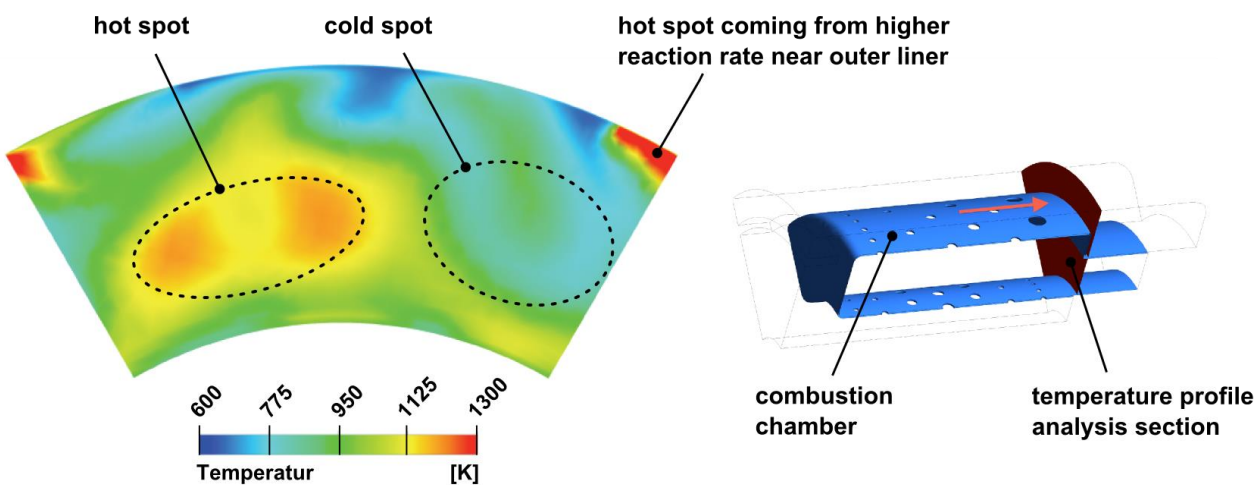 hot spot
cold spot
hot spot coming from higher
reaction rate near outer liner
600
775
950
1125
1300
Temperatur
[K]
combustion
chamber
temperature profile
analysis section